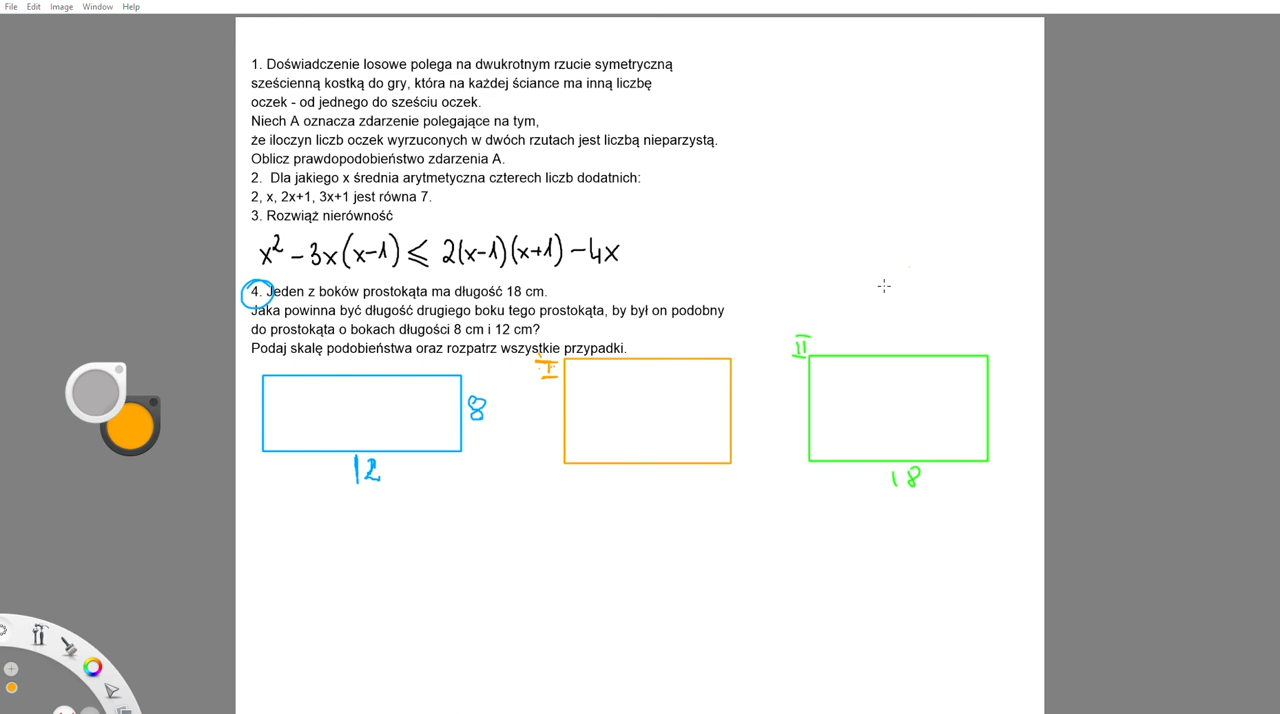 File Edit Image Window Help
1. Doświadczenie losowe polega na dwukrotnym rzucie symetryczną
sześcienną kostką do gry, która na każdej ściance ma inną liczbę
oczek - od jednego do sześciu oczek.
Niech A oznacza zdarzenie polegające na tym,
że iloczyn liczb oczek wyrzuconych w dwóch rzutach jest liczbą nieparzystą.
Oblicz prawdopodobieństwo zdarzenia A.
2. Dla jakiego x średnia arytmetyczna czterech liczb dodatnich:
2, x, 2x+1, 3x+1 jest równa 7.
3. Rozwiąż nierówność
x² - 3x(x-1) ⩽ 2(x-1)(x+1) - 4x
4. Jeden z boków prostokąta ma długość 18 cm.
Jaka powinna być długość drugiego boku tego prostokąta, by był on podobny
do prostokąta o bokach długości 8 cm i 12 cm?
Podaj skalę podobieństwa oraz rozpatrz wszystkie przypadki.
I
II
8
12
18